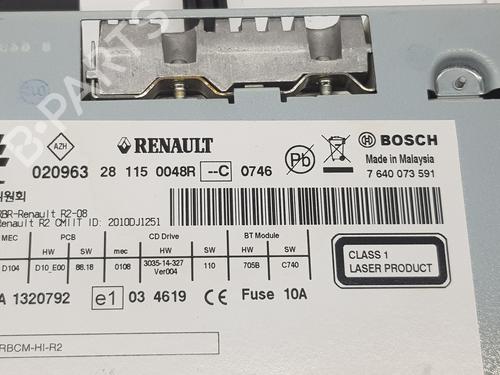 B-PARTS
AZH
RENAULT
Pb
BOSCH
Made in Malaysia
7 640 073 591
020963 28 115 0048R --C 0746
위원회
RBR-Renault R2-08
Renault R2 CMIIT ID: 2010DJ1251
MEC PCB CD Drive BT Module
HW SW mec HW SW HW SW
D104 D10_E00 88.18 0108 3035-14-327 Ver004 110 705B C740
CLASS 1
LASER PRODUCT
A 1320792 e1 03 4619 CE Fuse 10A
RBCM-HI-R2